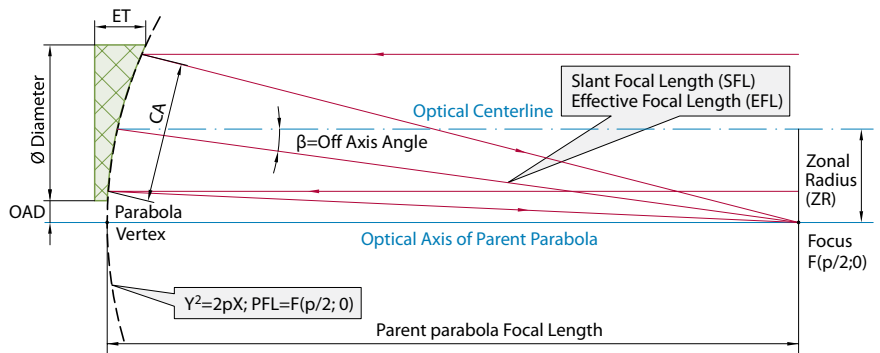 ET
Ø Diameter
CA
OAD
Slant Focal Length (SFL)
Effective Focal Length (EFL)
Optical Centerline
β=Off Axis Angle
Zonal
Radius
(ZR)
Parabola
Vertex
Optical Axis of Parent Parabola
Focus
F(p/2;0)
Y²=2pX; PFL=F(p/2; 0)
Parent parabola Focal Length